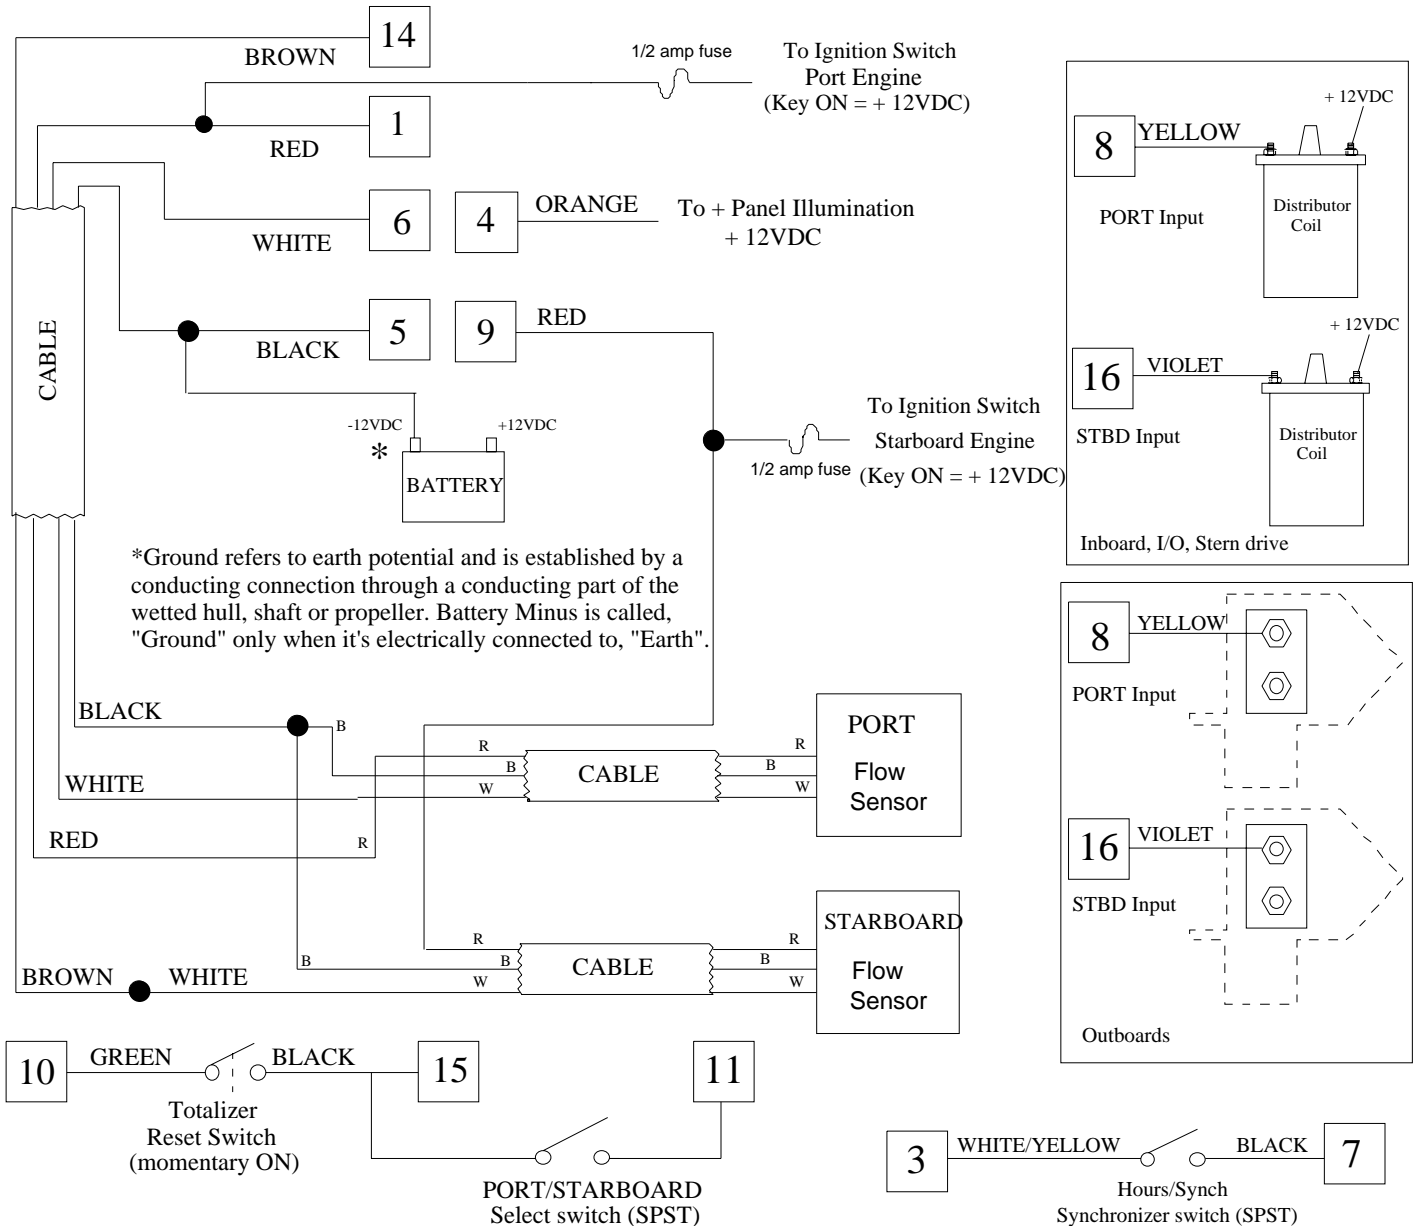 14
BROWN
1/2 amp fuse
To Ignition Switch
Port Engine
(Key ON = + 12VDC)
1
RED
6
WHITE
4
ORANGE
To + Panel Illumination
+ 12VDC
CABLE
5
BLACK
9
RED
-12VDC
+12VDC
*
BATTERY
To Ignition Switch
Starboard Engine
1/2 amp fuse
(Key ON = + 12VDC)
*Ground refers to earth potential and is established by a
conducting connection through a conducting part of the
wetted hull, shaft or propeller. Battery Minus is called,
"Ground" only when it's electrically connected to, "Earth".
+ 12VDC
8
YELLOW
PORT Input
Distributor
Coil
+ 12VDC
16
VIOLET
STBD Input
Distributor
Coil
Inboard, I/O, Stern drive
8
YELLOW
PORT Input
16
VIOLET
STBD Input
Outboards
BLACK
B
WHITE
RED
R
R
B
W
CABLE
R
B
W
PORT
Flow
Sensor
BROWN
WHITE
B
R
B
W
CABLE
R
B
W
STARBOARD
Flow
Sensor
10
GREEN
BLACK
15
11
Totalizer
Reset Switch
(momentary ON)
PORT/STARBOARD
Select switch (SPST)
3
WHITE/YELLOW
BLACK
7
Hours/Synch
Synchronizer switch (SPST)